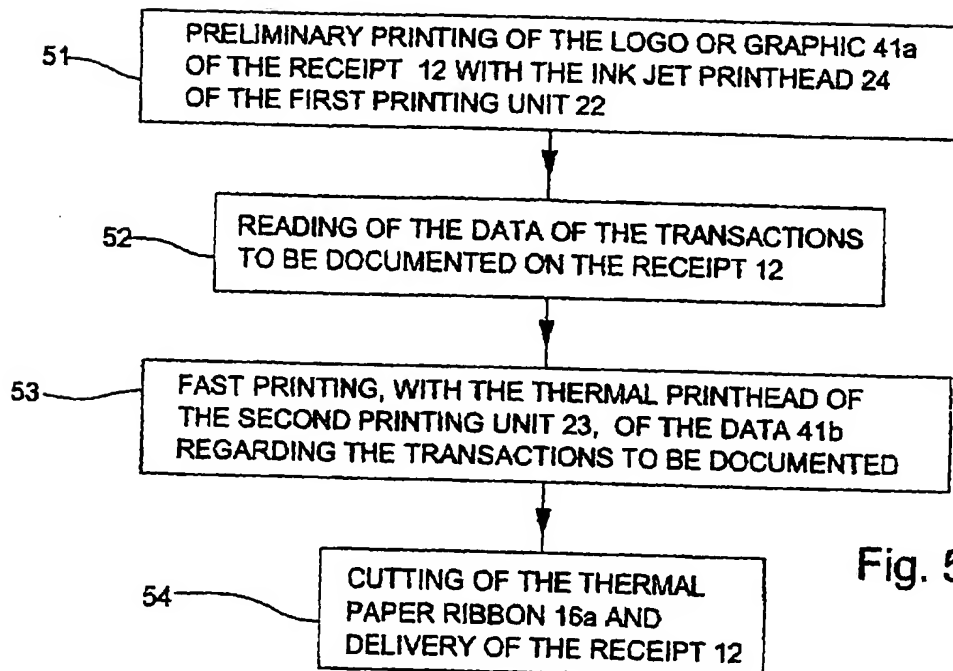 51
PRELIMINARY PRINTING OF THE LOGO OR GRAPHIC 41a
OF THE RECEIPT 12 WITH THE INK JET PRINTHEAD 24
OF THE FIRST PRINTING UNIT 22
52
READING OF THE DATA OF THE TRANSACTIONS
TO BE DOCUMENTED ON THE RECEIPT 12
53
FAST PRINTING, WITH THE THERMAL PRINTHEAD OF
THE SECOND PRINTING UNIT 23, OF THE DATA 41b
REGARDING THE TRANSACTIONS TO BE DOCUMENTED
54
CUTTING OF THE THERMAL
PAPER RIBBON 16a AND
DELIVERY OF THE RECEIPT 12
Fig. 5